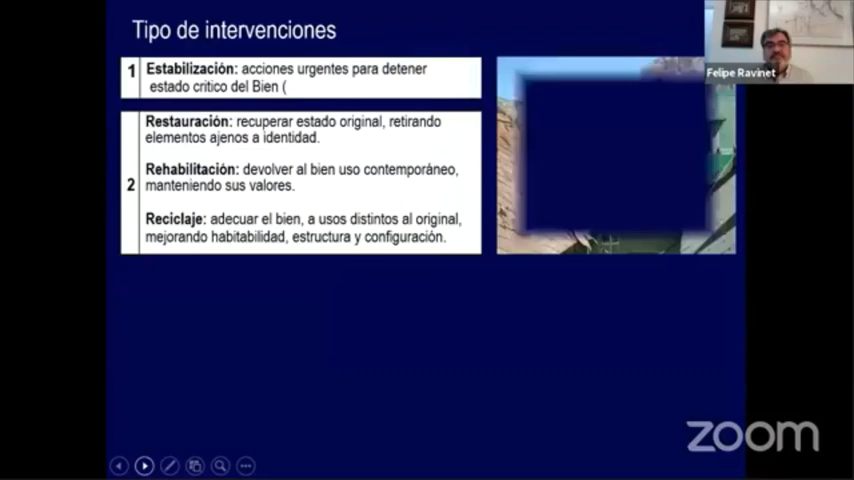 Tipo de intervenciones
Felipe Ravinet
1
Estabilización: acciones urgentes para detener
estado critico del Bien (
2
Restauración: recuperar estado original, retirando
elementos ajenos a identidad.
Rehabilitación: devolver al bien uso contemporáneo,
manteniendo sus valores.
Reciclaje: adecuar el bien, a usos distintos al original,
mejorando habitabilidad, estructura y configuración.
zoom